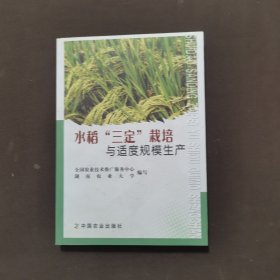 水稻“三定”栽培
与适度规模生产
全国农业技术推广服务中心
湖南农业大学 编写
中国农业出版社